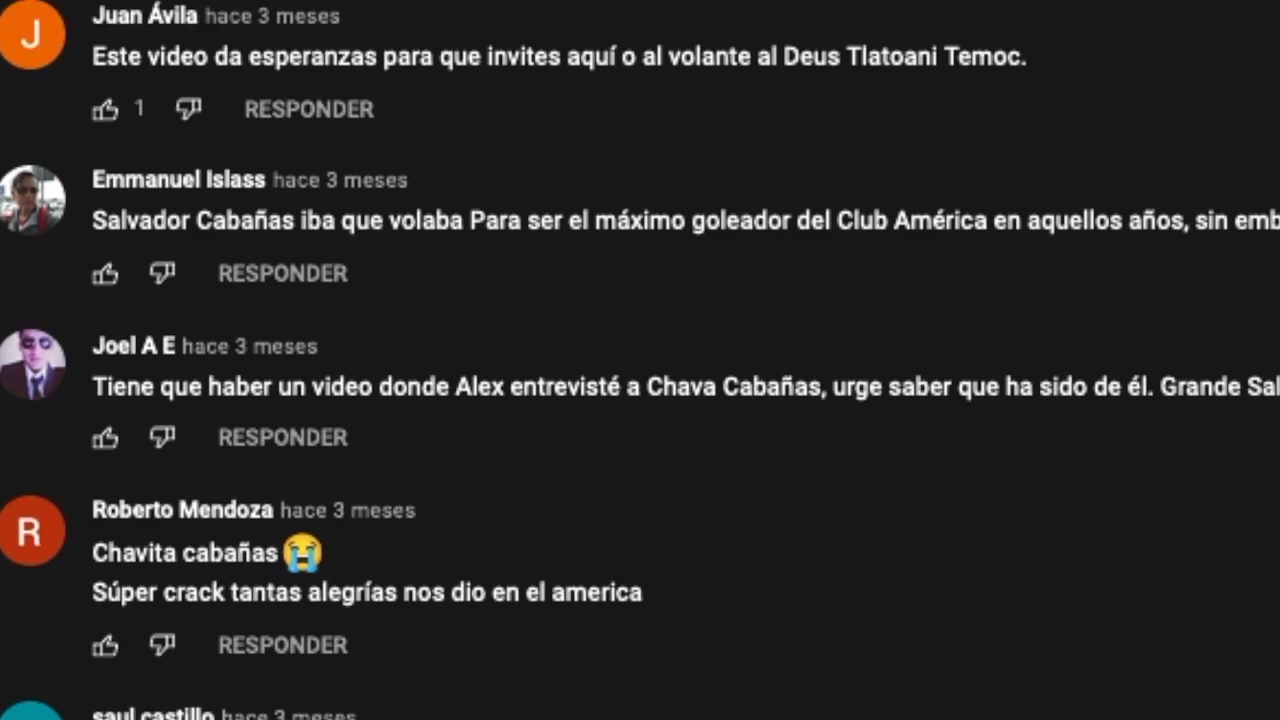 J
Juan Ávila hace 3 meses
Este video da esperanzas para que invites aquí o al volante al Deus Tlatoani Temoc.
1 RESPONDER
Emmanuel Islass hace 3 meses
Salvador Cabañas iba que volaba Para ser el máximo goleador del Club América en aquellos años, sin emb
RESPONDER
Joel A E hace 3 meses
Tiene que haber un video donde Alex entrevisté a Chava Cabañas, urge saber que ha sido de él. Grande Sal
RESPONDER
R
Roberto Mendoza hace 3 meses
Chavita cabañas 😭
Súper crack tantas alegrías nos dio en el america
RESPONDER
saul castillo hace 3 meses